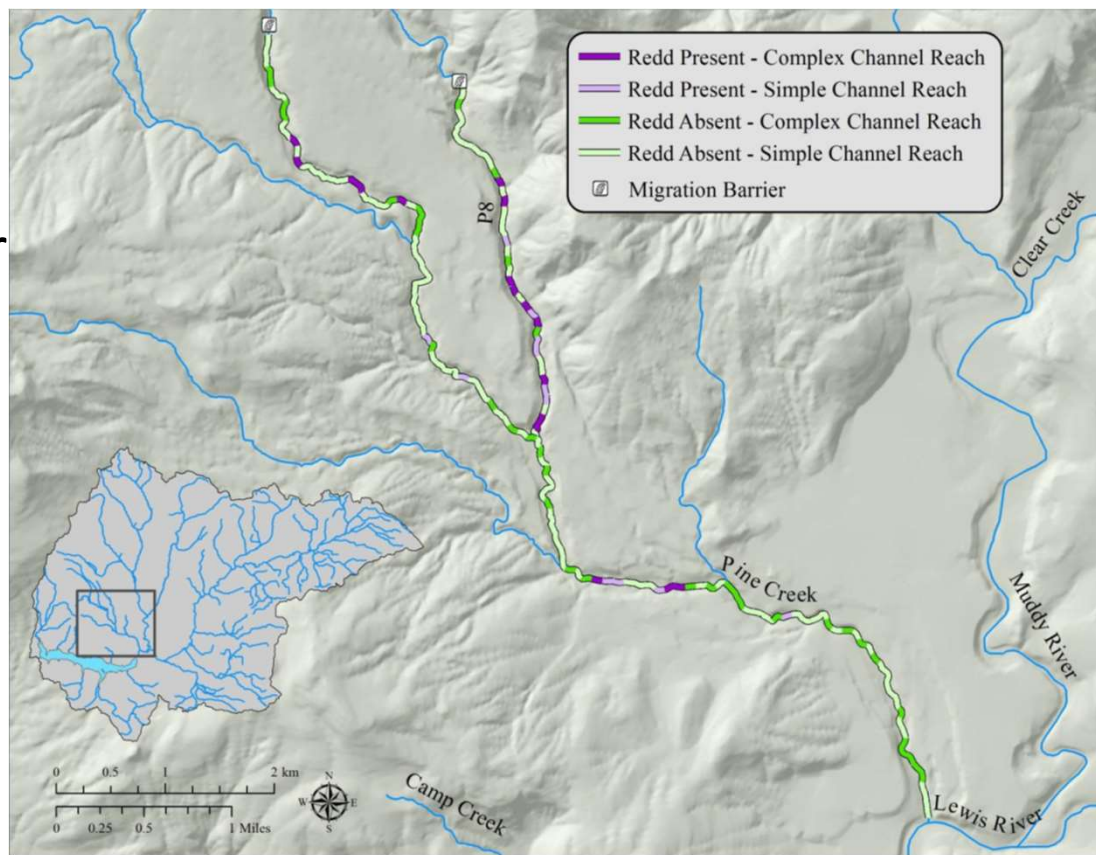 Redd Present - Complex Channel Reach
Redd Present - Simple Channel Reach
Redd Absent - Complex Channel Reach
Redd Absent - Simple Channel Reach
Migration Barrier
P8
Clear Creek
Pine Creek
Muddy River
Lewis River
Camp Creek
0 0.5 1 2 km
0 0.25 0.5 1 Miles
N
W E
S